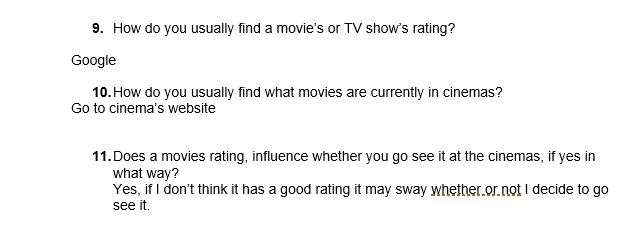 9. How do you usually find a movie's or TV show's rating?
Google
10. How do you usually find what movies are currently in cinemas?
Go to cinema's website
11. Does a movies rating, influence whether you go see it at the cinemas, if yes in
what way?
Yes, if I don't think it has a good rating it may sway whether or not I decide to go
see it.